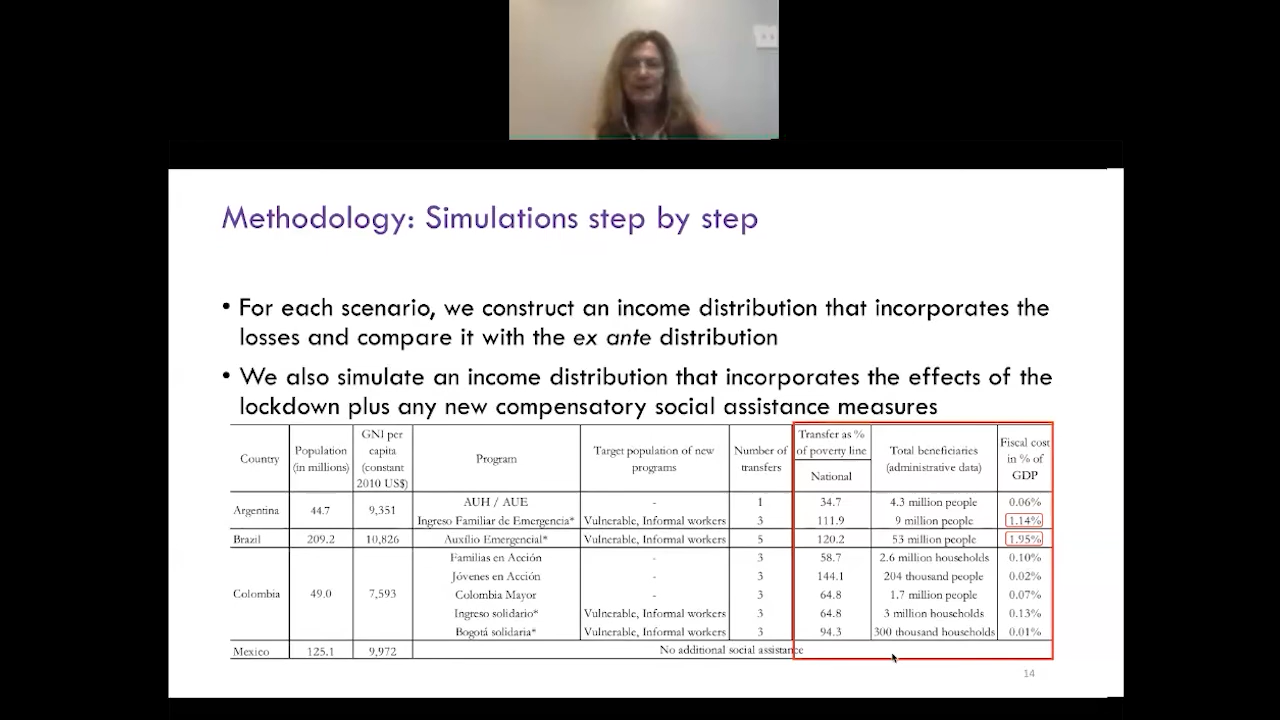 Methodology: Simulations step by step
• For each scenario, we construct an income distribution that incorporates the
losses and compare it with the ex ante distribution
• We also simulate an income distribution that incorporates the effects of the
lockdown plus any new compensatory social assistance measures
Country
Population
(in millions)
GNI per
capita
(constant
2010 US$)
Program
Target population of new
programs
Number of
transfers
Transfer as %
of poverty line
National
Total beneficiaries
(administrative data)
Fiscal cost
in % of
GDP
Argentina 44.7 9,351
AUH / AUE - 1 34.7 4.3 million people 0.06%
Ingreso Familiar de Emergencia* Vulnerable, Informal workers 3 111.9 9 million people 1.14%
Brazil 209.2 10,826 Auxílio Emergencial* Vulnerable, Informal workers 5 120.2 53 million people 1.95%
Colombia 49.0 7,593
Familias en Acción - 3 58.7 2.6 million households 0.10%
Jóvenes en Acción - 3 144.1 204 thousand people 0.02%
Colombia Mayor - 3 64.8 1.7 million people 0.07%
Ingreso solidario* Vulnerable, Informal workers 3 64.8 3 million households 0.13%
Bogotá solidaria* Vulnerable, Informal workers 3 94.3 300 thousand households 0.01%
Mexico 125.1 9,972 No additional social assistance
14